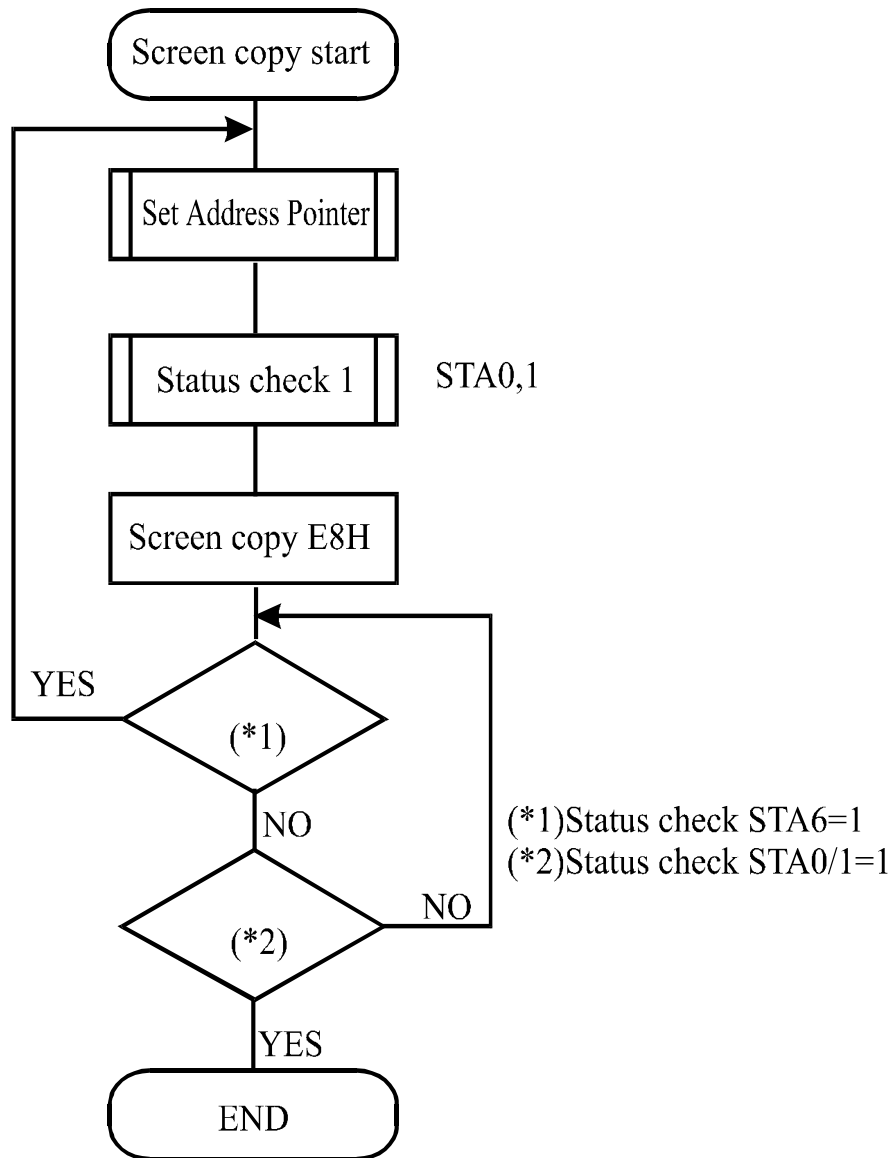 Screen copy start
Set Address Pointer
Status check 1
STA0,1
Screen copy E8H
YES
(*1)
NO
(*1)Status check STA6=1
(*2)Status check STA0/1=1
NO
(*2)
YES
END